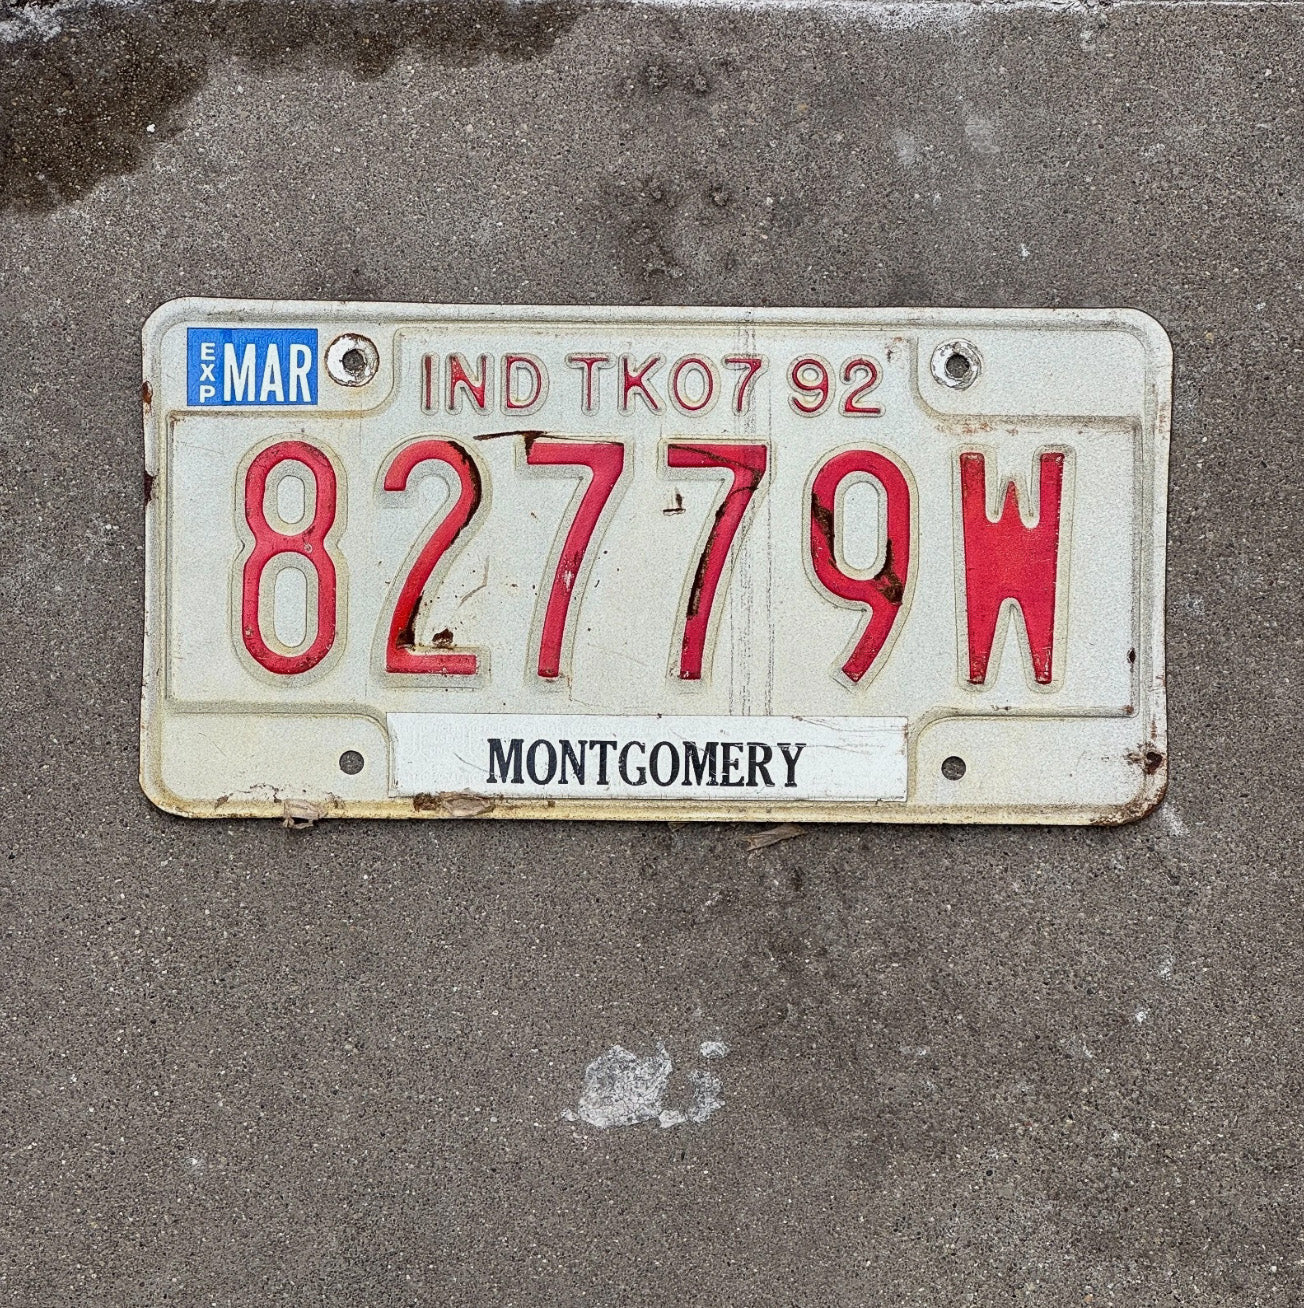 EXP MAR
IND TK07 92
82779W
MONTGOMERY